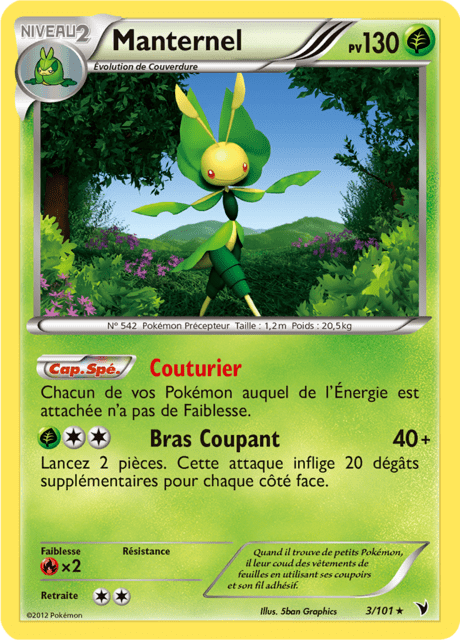 NIVEAU2
Manternel
PV130
Évolution de Couverdure
N° 542 Pokémon Précepteur Taille : 1,2m Poids : 20,5kg
Cap.Spé. Couturier
Chacun de vos Pokémon auquel de l'Énergie est
attachée n'a pas de Faiblesse.
Bras Coupant 40+
Lancez 2 pièces. Cette attaque inflige 20 dégâts
supplémentaires pour chaque côté face.
Faiblesse Résistance
×2
Retraite
Quand il trouve de petits Pokémon,
il leur coud des vêtements de
feuilles en utilisant ses coupoirs
et son fil adhésif.
©2012 Pokémon
Illus. 5ban Graphics
3/101 ★